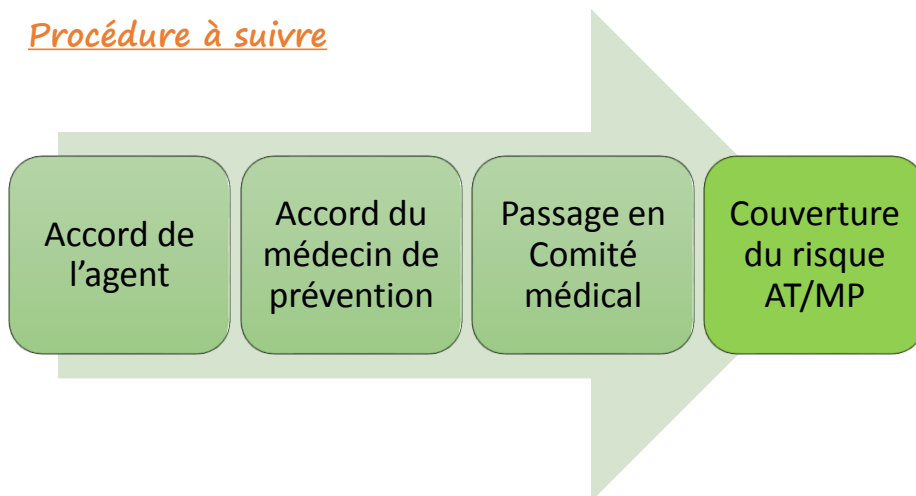 Procédure à suivre
Accord de
l’agent
Accord du
médecin de
prévention
Passage en
Comité
médical
Couverture
du risque
AT/MP